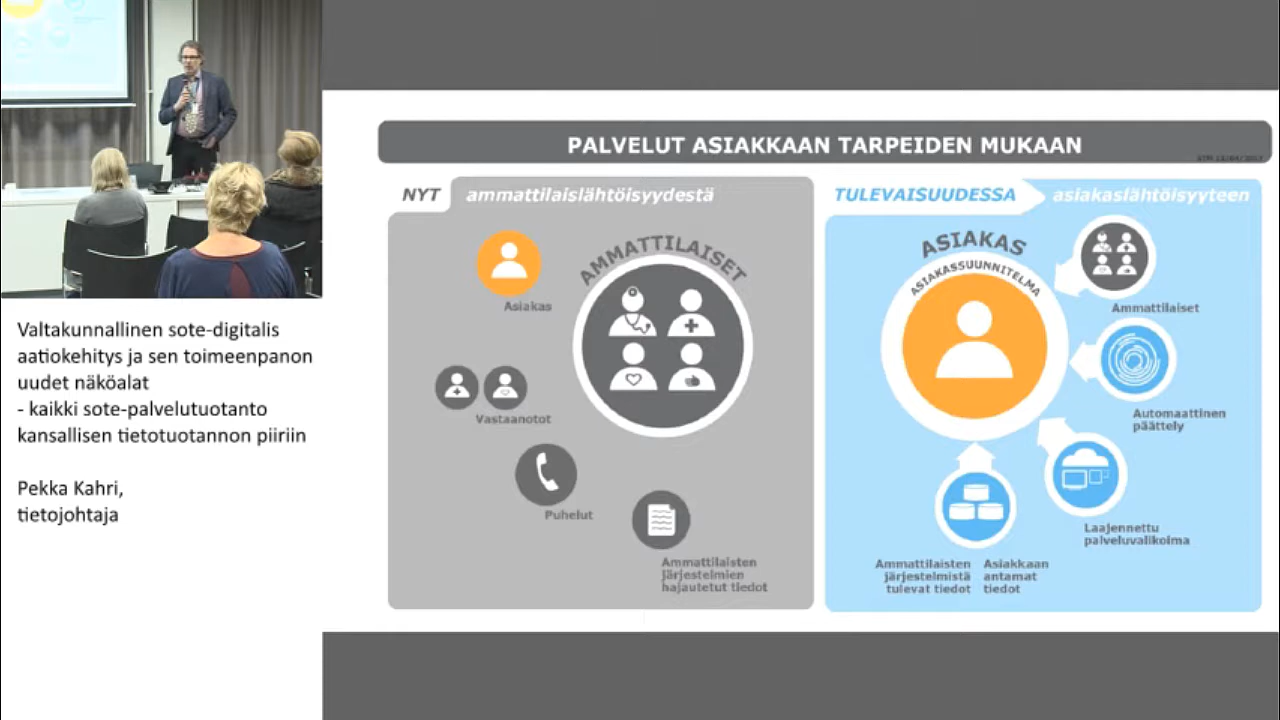 Valtakunnallinen sote-digitalis
aatiokehitys ja sen toimeenpanon
uudet näköalat
- kaikki sote-palvelutuotanto
kansallisen tietotuotannon piiriin
Pekka Kahri,
tietojohtaja
PALVELUT ASIAKKAAN TARPEIDEN MUKAAN
NYT ammattilaislähtöisyydestä
AMMATTILAISET
Asiakas
Vastaanotot
Puhelut
Ammattilaisten
järjestelmien
hajautetut tiedot
TULEVAISUUDESSA asiakaslähtöisyyteen
ASIAKAS
ASIAKASSUUNNITELMA
Ammattilaiset
Automaattinen
päättely
Laajennettu
palveluvalikoima
Ammattilaisten
järjestelmistä
tulevat tiedot
Asiakkaan
antamat
tiedot